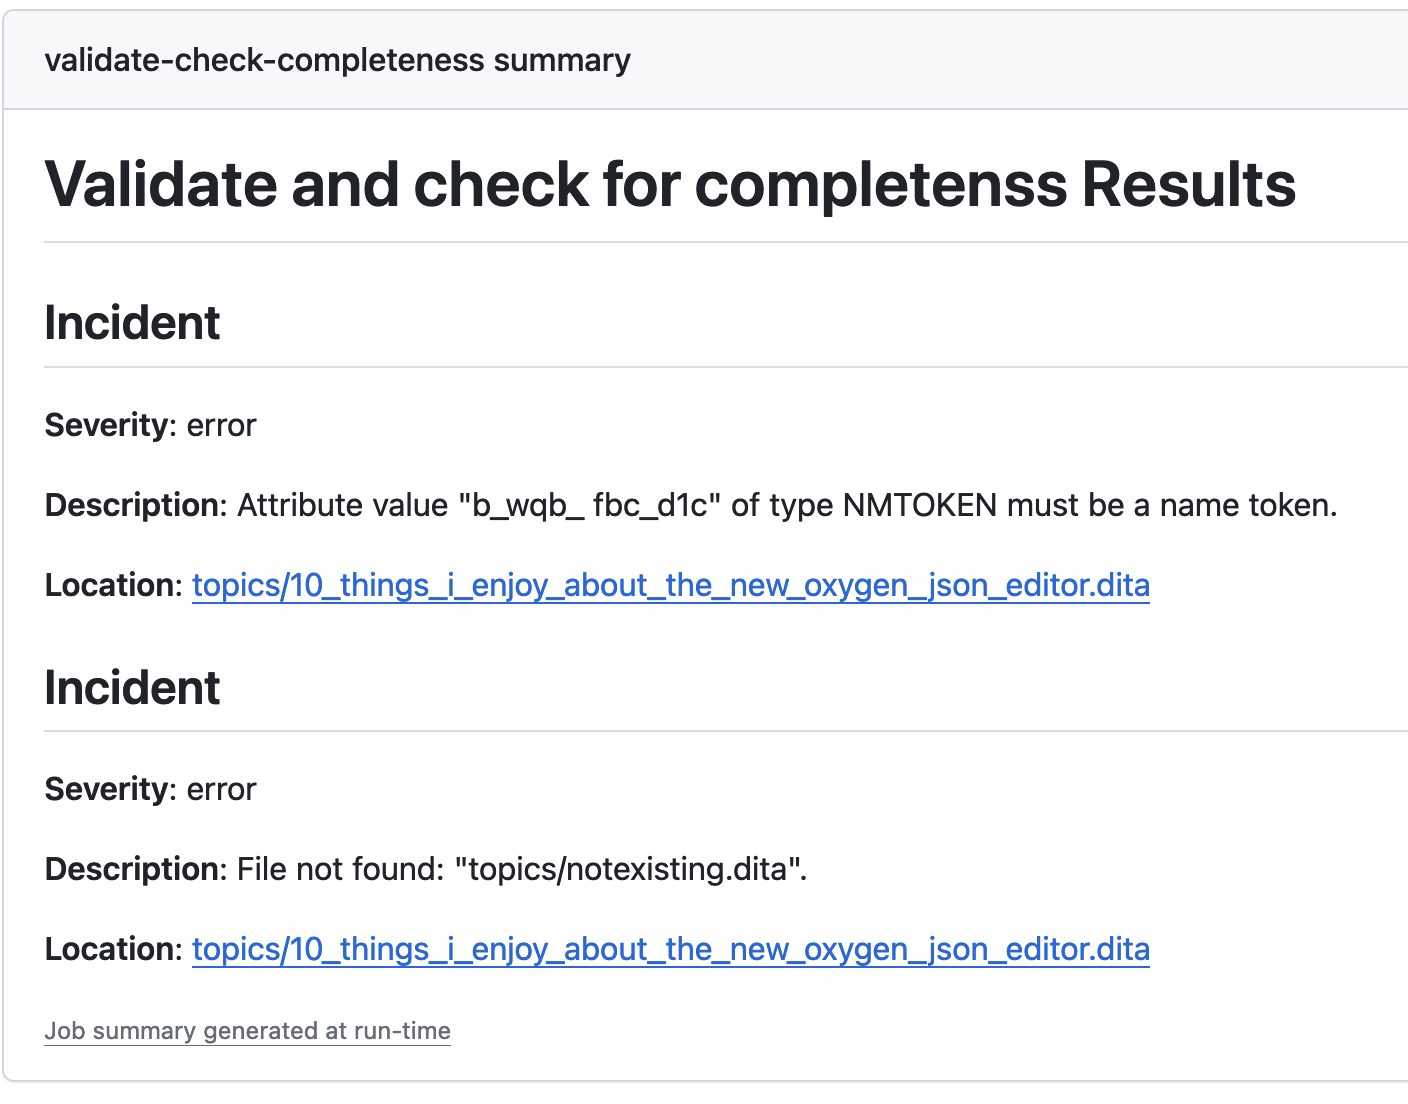 validate-check-completeness summary
Validate and check for completenss Results
Incident
Severity: error
Description: Attribute value "b_wqb_ fbc_d1c" of type NMTOKEN must be a name token.
Location: topics/10_things_i_enjoy_about_the_new_oxygen_json_editor.dita
Incident
Severity: error
Description: File not found: "topics/notexisting.dita".
Location: topics/10_things_i_enjoy_about_the_new_oxygen_json_editor.dita
Job summary generated at run-time